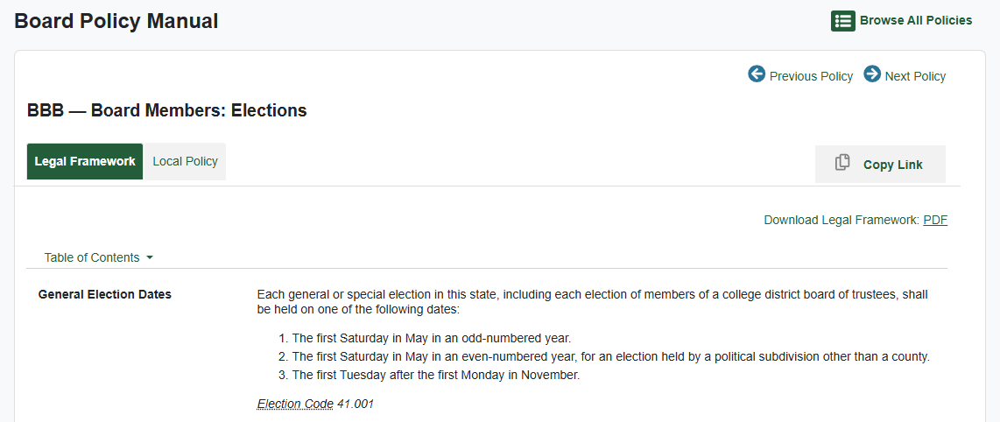 Board Policy Manual
Browse All Policies
Previous Policy
Next Policy
BBB — Board Members: Elections
Legal Framework
Local Policy
Copy Link
Download Legal Framework: PDF
Table of Contents
General Election Dates
Each general or special election in this state, including each election of members of a college district board of trustees, shall
be held on one of the following dates:
1. The first Saturday in May in an odd-numbered year.
2. The first Saturday in May in an even-numbered year, for an election held by a political subdivision other than a county.
3. The first Tuesday after the first Monday in November.
Election Code 41.001